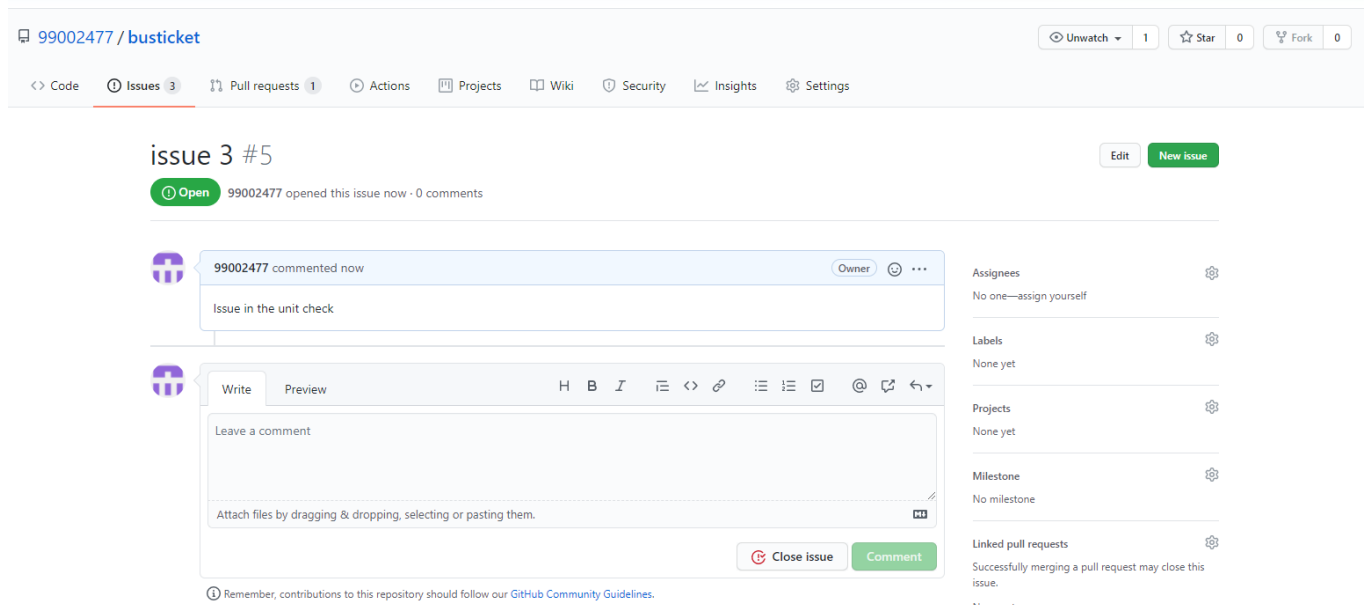 99002477 / busticket
Unwatch 1 Star 0 Fork 0
Code Issues 3 Pull requests 1 Actions Projects Wiki Security Insights Settings
issue 3 #5
Edit New issue
Open 99002477 opened this issue now · 0 comments
99002477 commented now Owner
Issue in the unit check
Write Preview
Leave a comment
Attach files by dragging & dropping, selecting or pasting them.
Close issue Comment
Remember, contributions to this repository should follow our GitHub Community Guidelines.
Assignees
No one—assign yourself
Labels
None yet
Projects
None yet
Milestone
No milestone
Linked pull requests
Successfully merging a pull request may close this
issue.